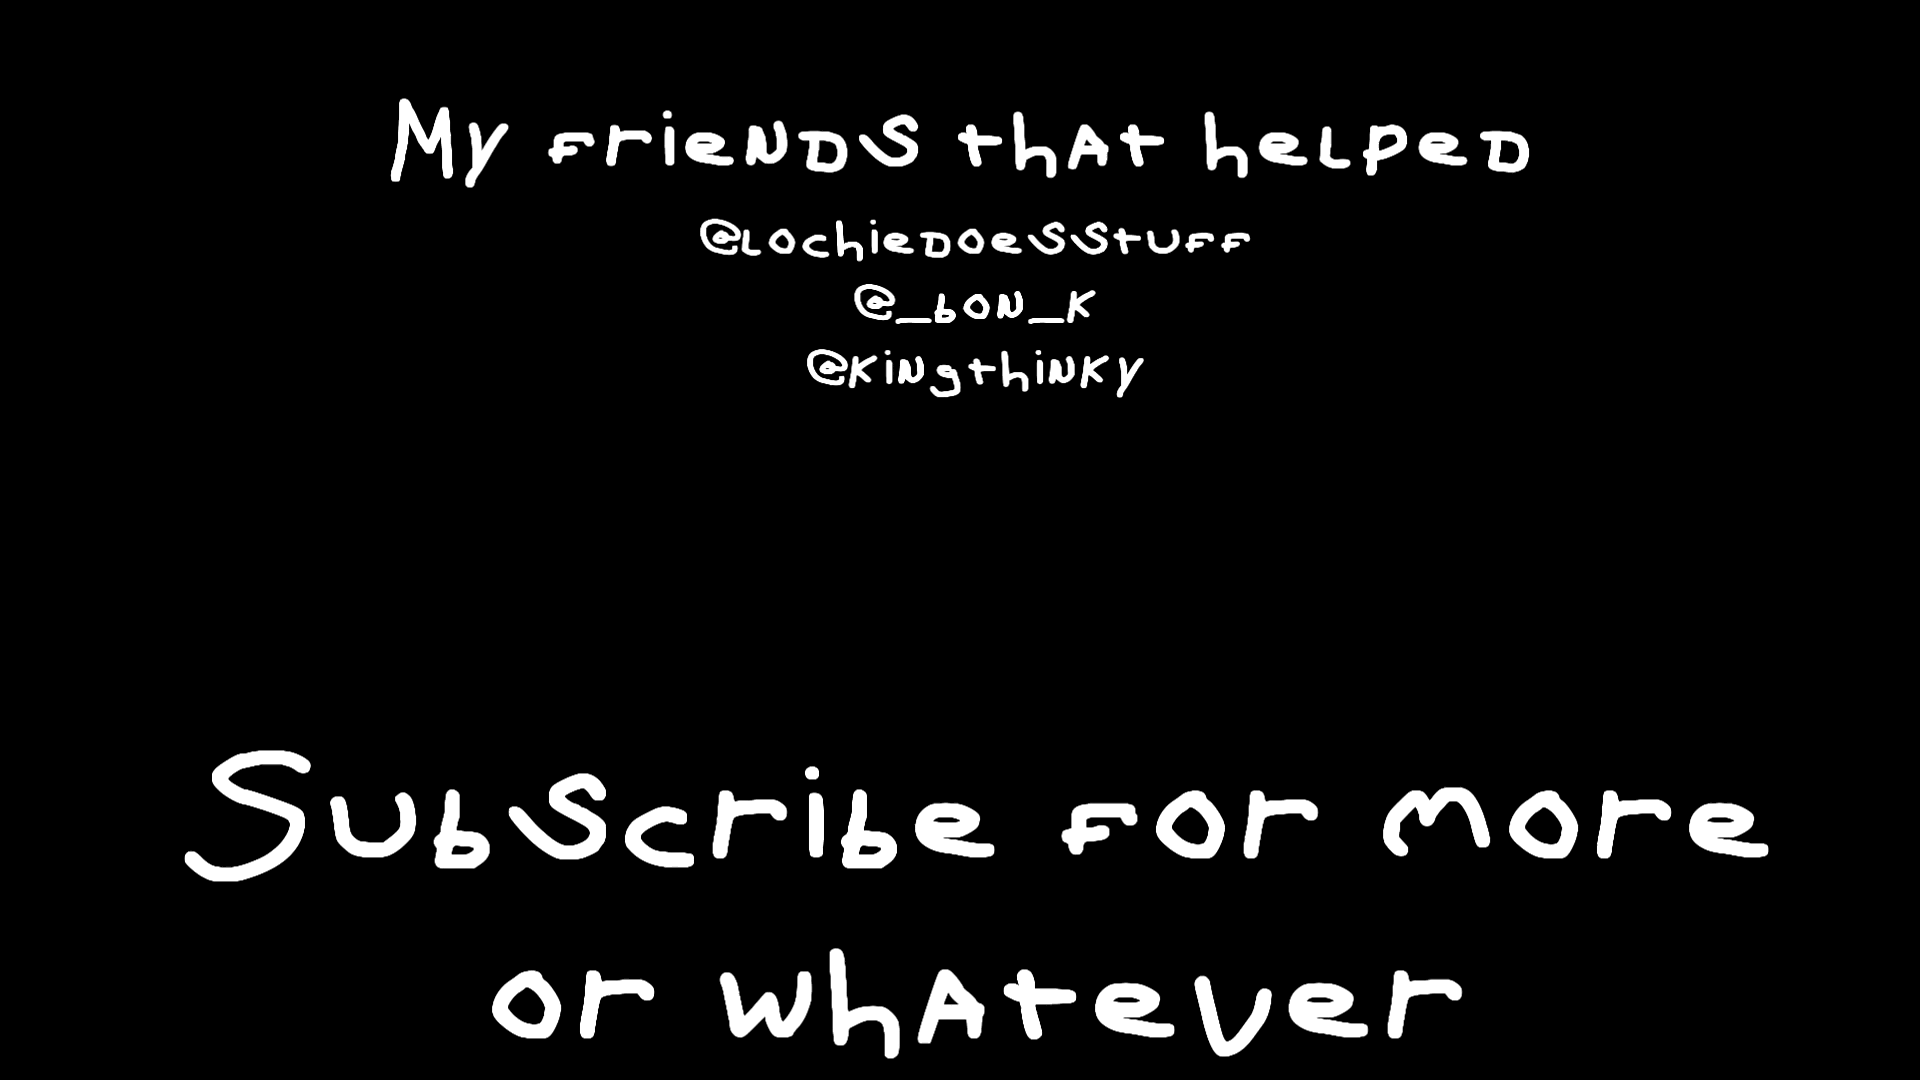 My friends that helped
@lochiedoesstuff
@_bon_k
@kingthinky
Subscribe for more
or whatever